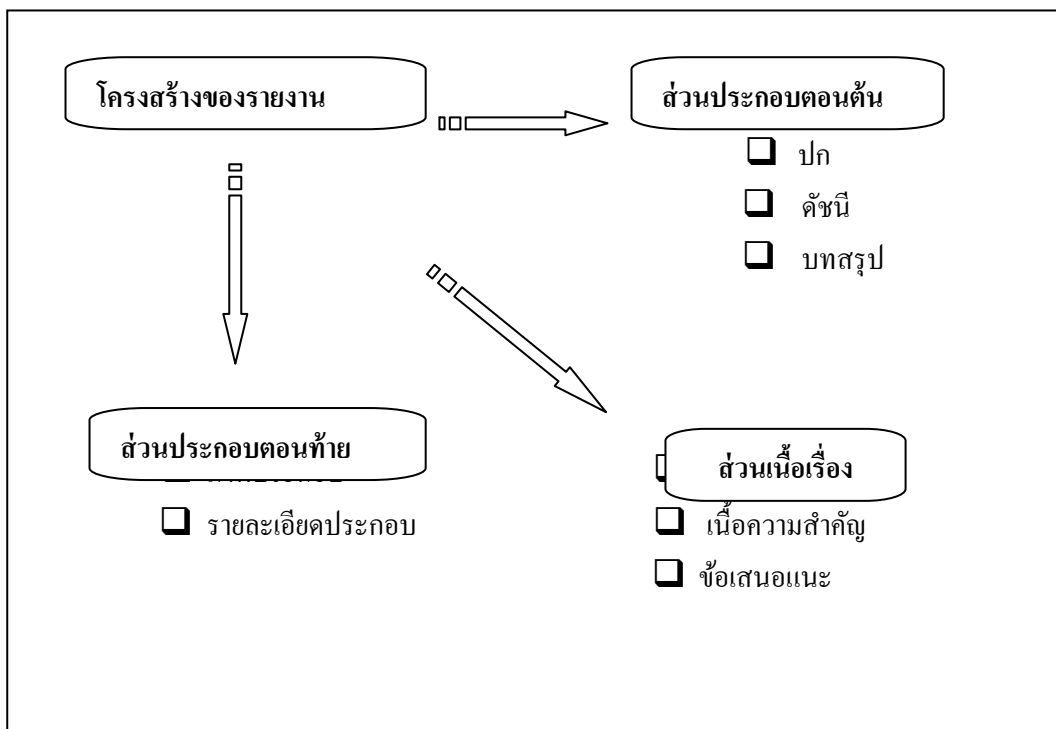 โครงสร้างของรายงาน
ส่วนประกอบตอนต้น
ปก
ดัชนี
บทสรุป
ส่วนประกอบตอนท้าย
รายละเอียดประกอบ
ส่วนเนื้อเรื่อง
เนื้อความสำคัญ
ข้อเสนอแนะ